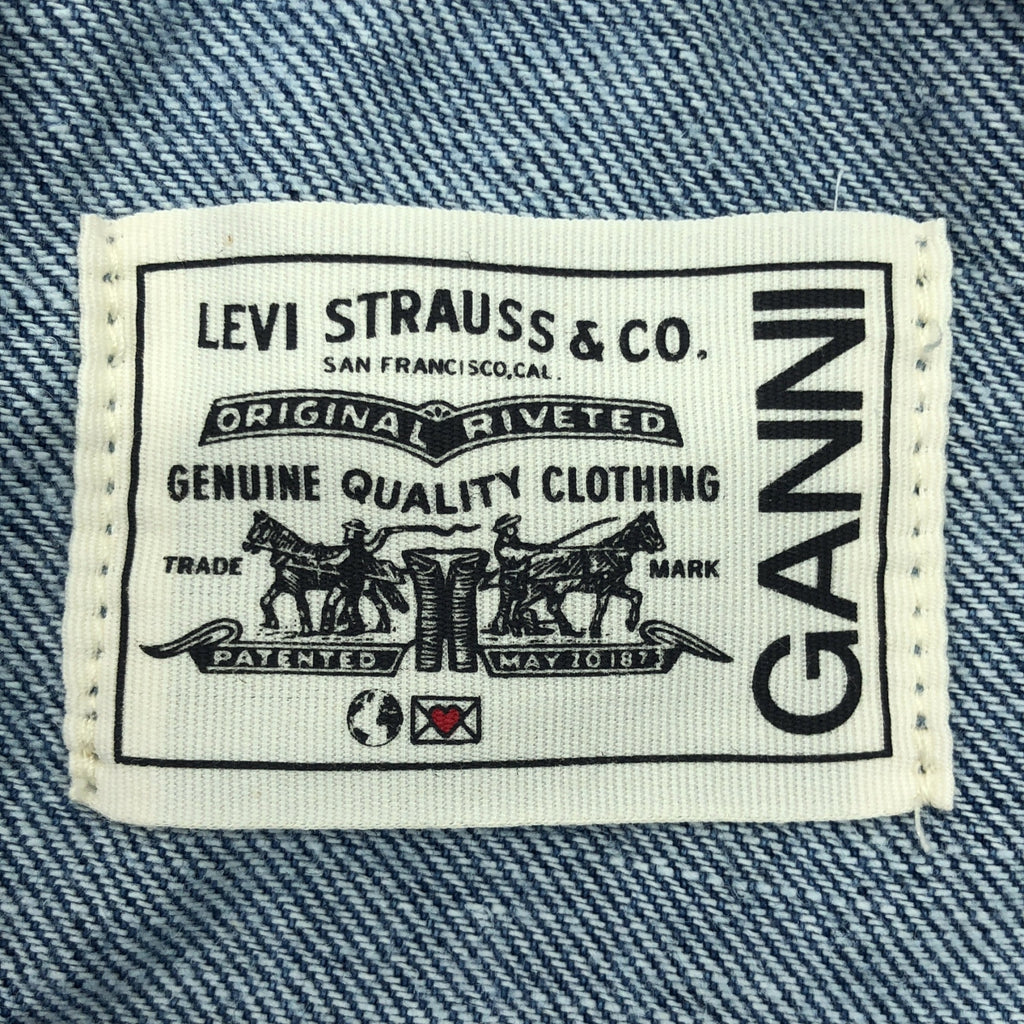 LEVI STRAUSS & CO.
SAN FRANCISCO, CAL.
ORIGINAL RIVETED
GENUINE QUALITY CLOTHING
TRADE MARK
PATENTED MAY 20 1873
GANNI